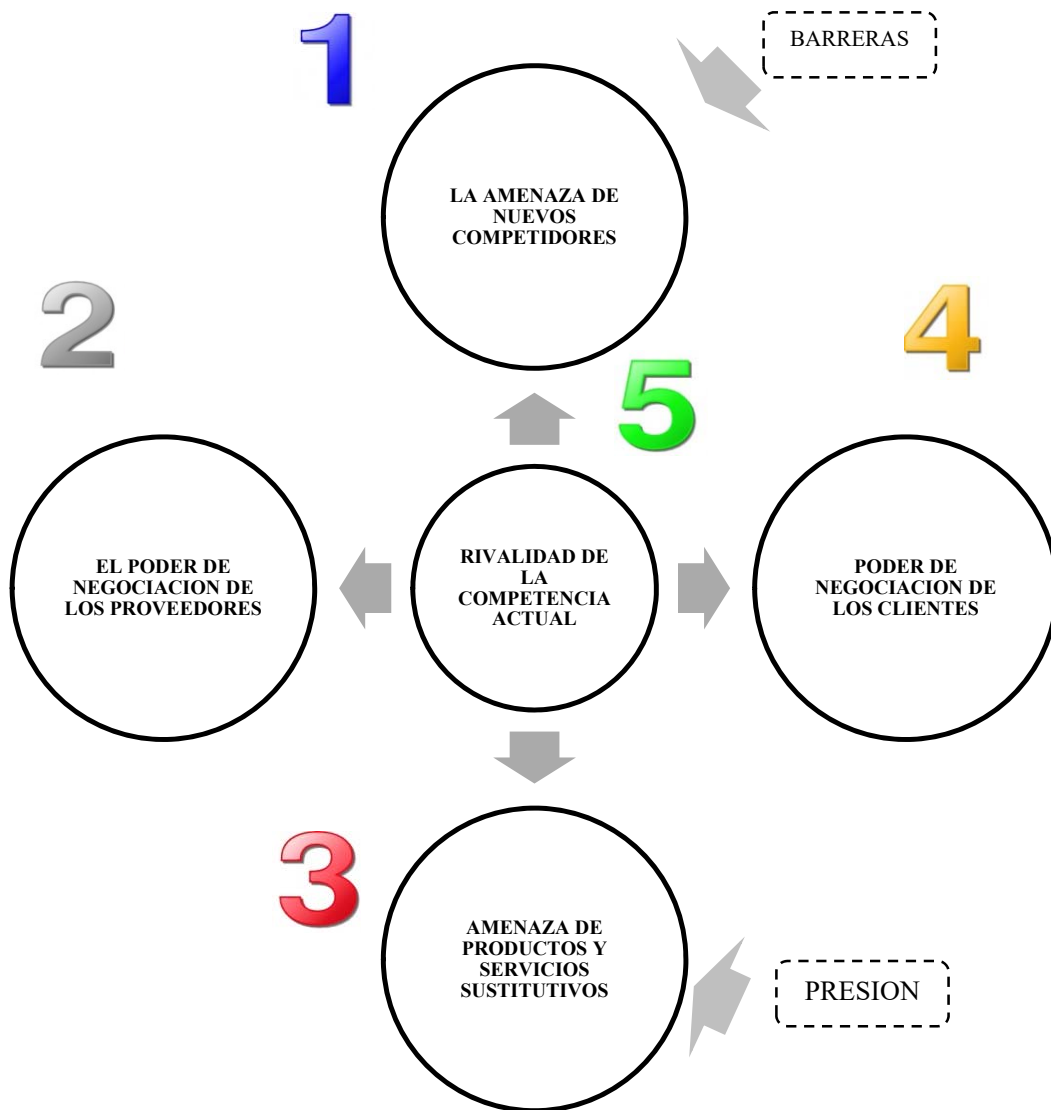 1
BARRERAS
LA AMENAZA DE
NUEVOS
COMPETIDORES
2
4
5
EL PODER DE
NEGOCIACION DE
LOS PROVEEDORES
RIVALIDAD DE
LA
COMPETENCIA
ACTUAL
PODER DE
NEGOCIACION DE
LOS CLIENTES
3
AMENAZA DE
PRODUCTOS Y
SERVICIOS
SUSTITUTIVOS
PRESION